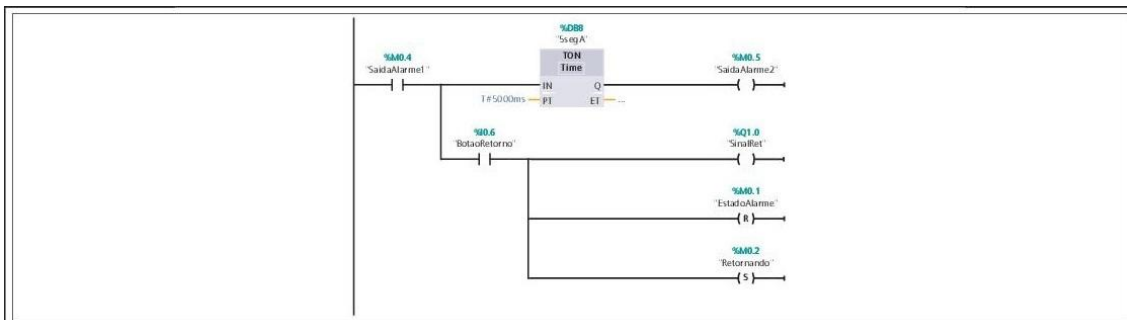 %DB8
"5segA"
%M0.4
"SaidaAlarme1"
TON
Time
%M0.5
"SaidaAlarme2"
IN
Q
T#5000ms
PT
ET
...
%I0.6
"BotaoRetorno"
%Q1.0
"SinalRet"
%M0.1
"EstadoAlarme"
R
%M0.2
"Retornando"
S